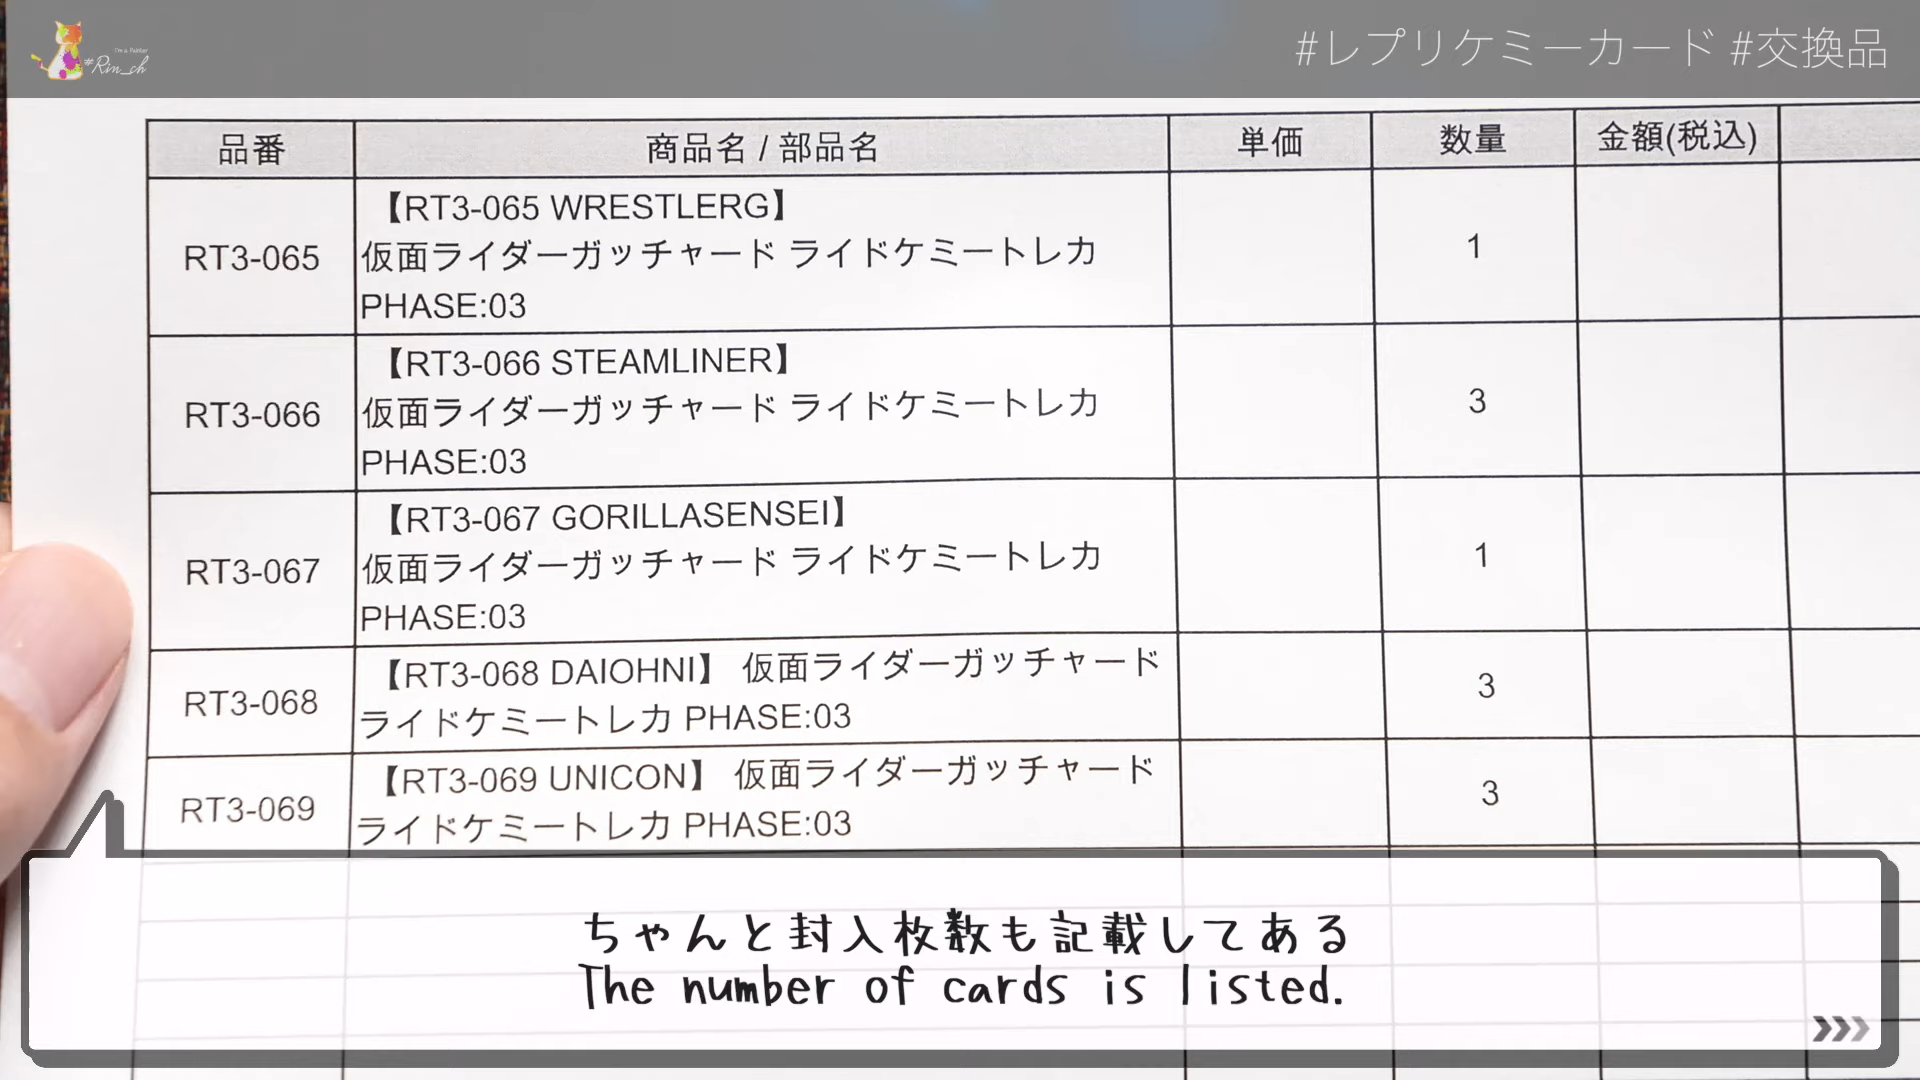 I'm a Painter
#Rin_ch
#レプリケミーカード #交換品
品番 商品名 / 部品名 単価 数量 金額(税込)
RT3-065 【RT3-065 WRESTLERG】 1
仮面ライダーガッチャード ライドケミートレカ
PHASE:03
RT3-066 【RT3-066 STEAMLINER】 3
仮面ライダーガッチャード ライドケミートレカ
PHASE:03
RT3-067 【RT3-067 GORILLASENSEI】 1
仮面ライダーガッチャード ライドケミートレカ
PHASE:03
RT3-068 【RT3-068 DAIOHNI】 仮面ライダーガッチャード 3
ライドケミートレカ PHASE:03
RT3-069 【RT3-069 UNICON】 仮面ライダーガッチャード 3
ライドケミートレカ PHASE:03
ちゃんと封入枚数も記載してある
The number of cards is listed.